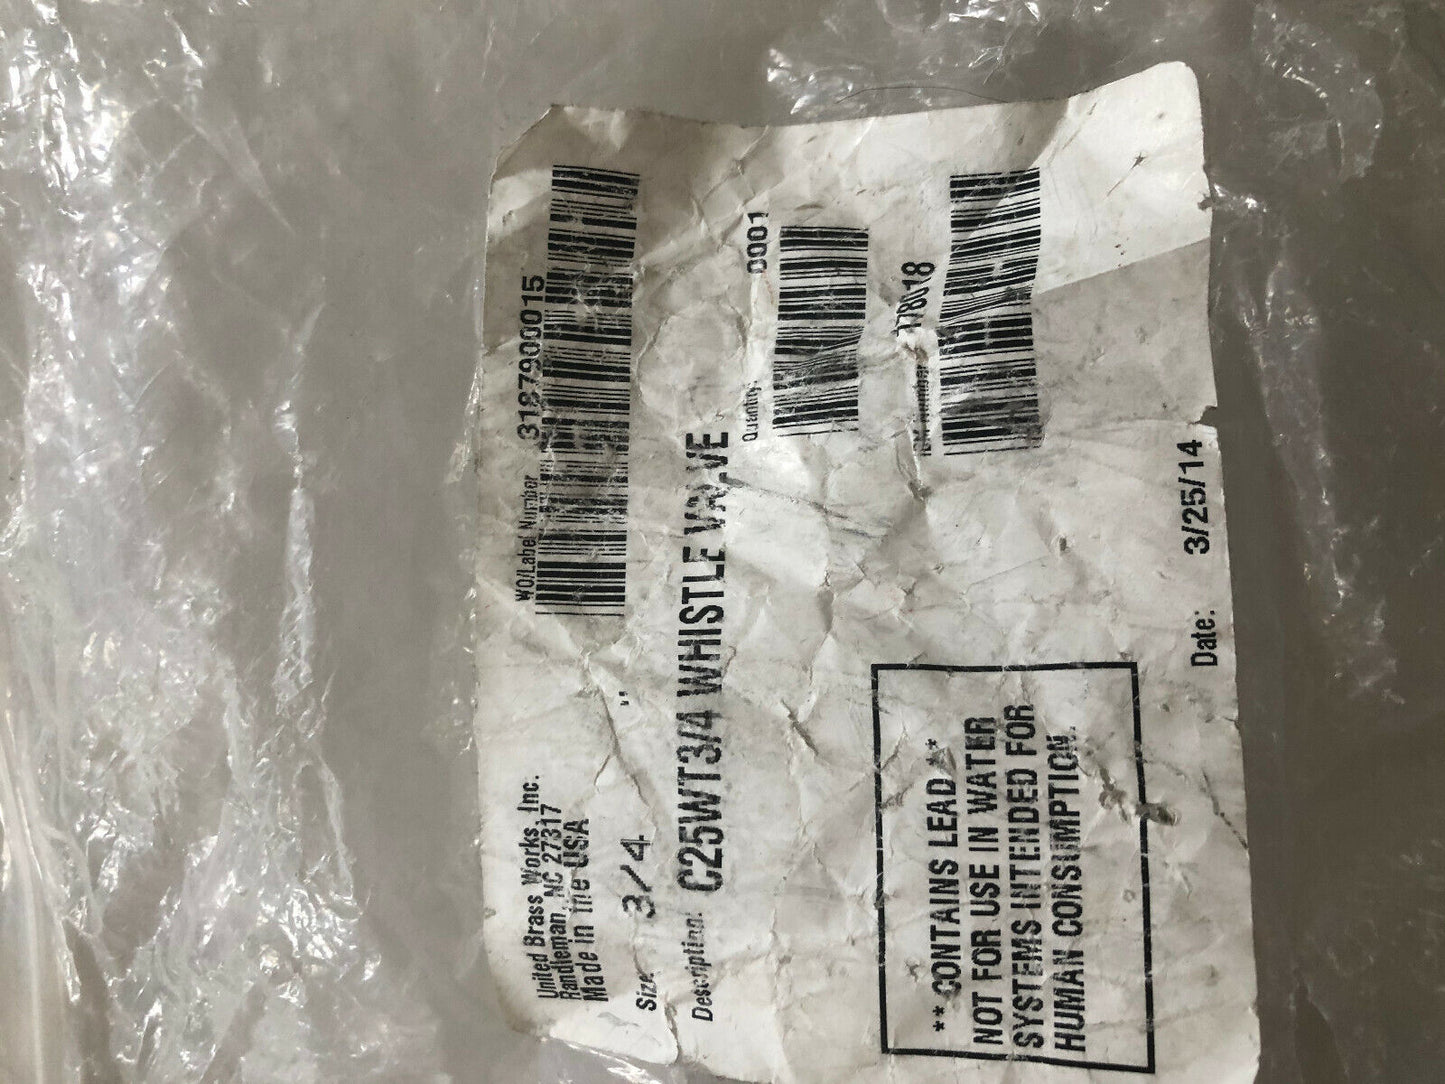 United Brass Works, Inc.
Randleman NC 27317
Made in the USA
WO/Label Number 3187900015
Size 3/4 "
Description: C25WT3/4 WHISTLE VALVE
Quantity: 0001
Number
** CONTAINS LEAD **
NOT FOR USE IN WATER
SYSTEMS INTENDED FOR
HUMAN CONSUMPTION.
Date: 3/25/14